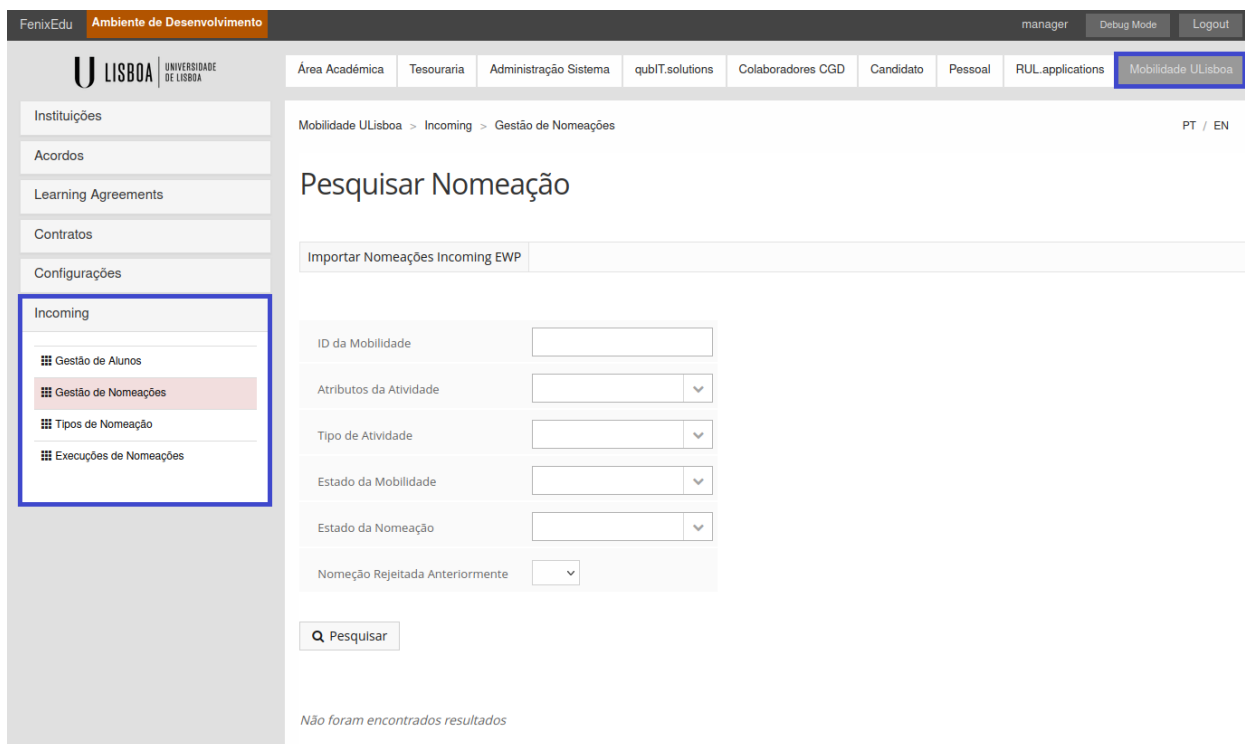 FenixEdu Ambiente de Desenvolvimento manager Debug Mode Logout
LISBOA UNIVERSIDADE DE LISBOA
Área Académica Tesouraria Administração Sistema qubIT.solutions Colaboradores CGD Candidato Pessoal RUL.applications Mobilidade ULisboa
Instituições
Acordos
Learning Agreements
Contratos
Configurações
Incoming
Gestão de Alunos
Gestão de Nomeações
Tipos de Nomeação
Execuções de Nomeações
Mobilidade ULisboa > Incoming > Gestão de Nomeações PT / EN
Pesquisar Nomeação
Importar Nomeações Incoming EWP
ID da Mobilidade
Atributos da Atividade
Tipo de Atividade
Estado da Mobilidade
Estado da Nomeação
Nomeção Rejeitada Anteriormente
Pesquisar
Não foram encontrados resultados